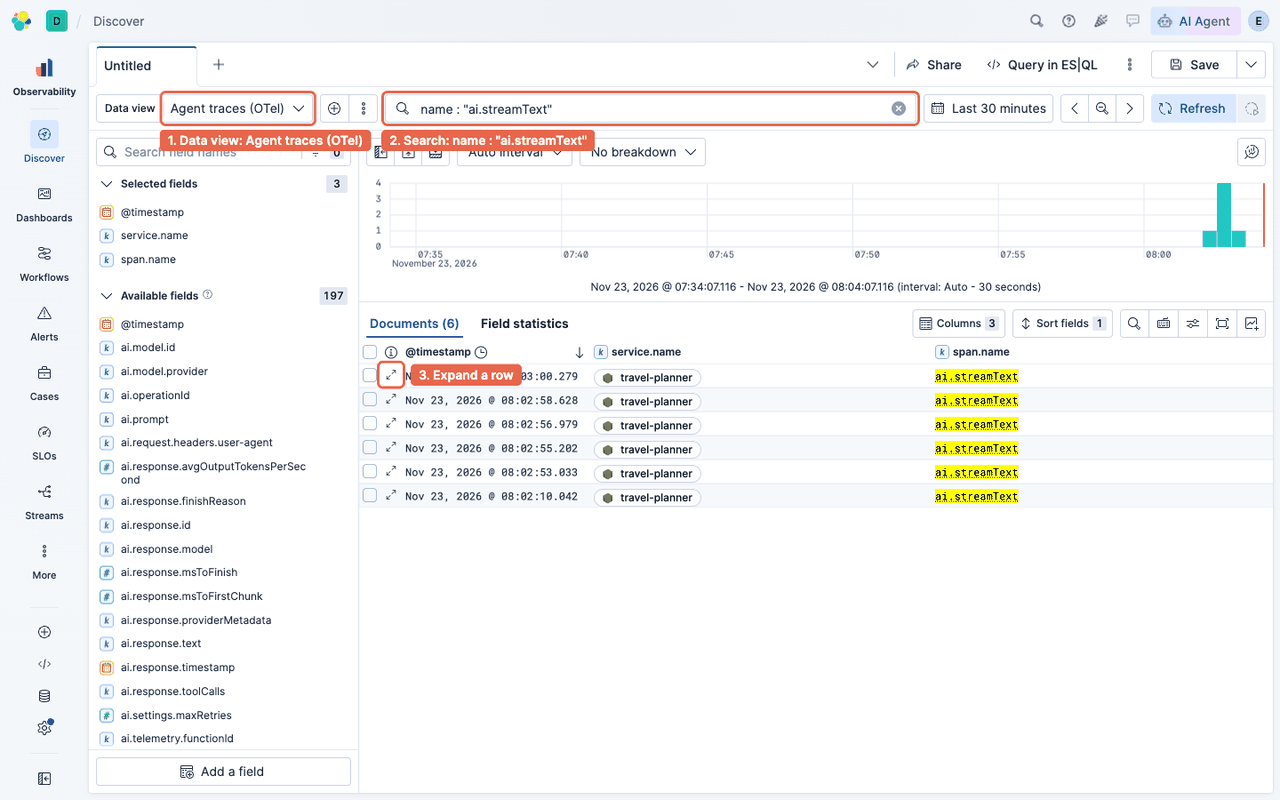 D / Discover
AI Agent
E
Observability
Discover
Dashboards
Workflows
Alerts
Cases
SLOs
Streams
More
Untitled
Share
Query in ES|QL
Save
Data view
Agent traces (OTel)
name : "ai.streamText"
Last 30 minutes
Refresh
1. Data view: Agent traces (OTel)
2. Search: name : "ai.streamText"
Search field names
0
Auto interval
No breakdown
Selected fields 3
@timestamp
service.name
span.name
Available fields 197
@timestamp
ai.model.id
ai.model.provider
ai.operationId
ai.prompt
ai.request.headers.user-agent
ai.response.avgOutputTokensPerSec
ond
ai.response.finishReason
ai.response.id
ai.response.model
ai.response.msToFinish
ai.response.msToFirstChunk
ai.response.providerMetadata
ai.response.text
ai.response.timestamp
ai.response.toolCalls
ai.settings.maxRetries
ai.telemetry.functionId
Add a field
4
3
2
1
0
07:35 07:40 07:45 07:50 07:55 08:00
November 23, 2026
Nov 23, 2026 @ 07:34:07.116 - Nov 23, 2026 @ 08:04:07.116 (interval: Auto - 30 seconds)
Documents (6)
Field statistics
Columns 3
Sort fields 1
@timestamp service.name span.name
3. Expand a row
03:00.279 travel-planner ai.streamText
Nov 23, 2026 @ 08:02:58.628 travel-planner ai.streamText
Nov 23, 2026 @ 08:02:56.979 travel-planner ai.streamText
Nov 23, 2026 @ 08:02:55.202 travel-planner ai.streamText
Nov 23, 2026 @ 08:02:53.033 travel-planner ai.streamText
Nov 23, 2026 @ 08:02:10.042 travel-planner ai.streamText